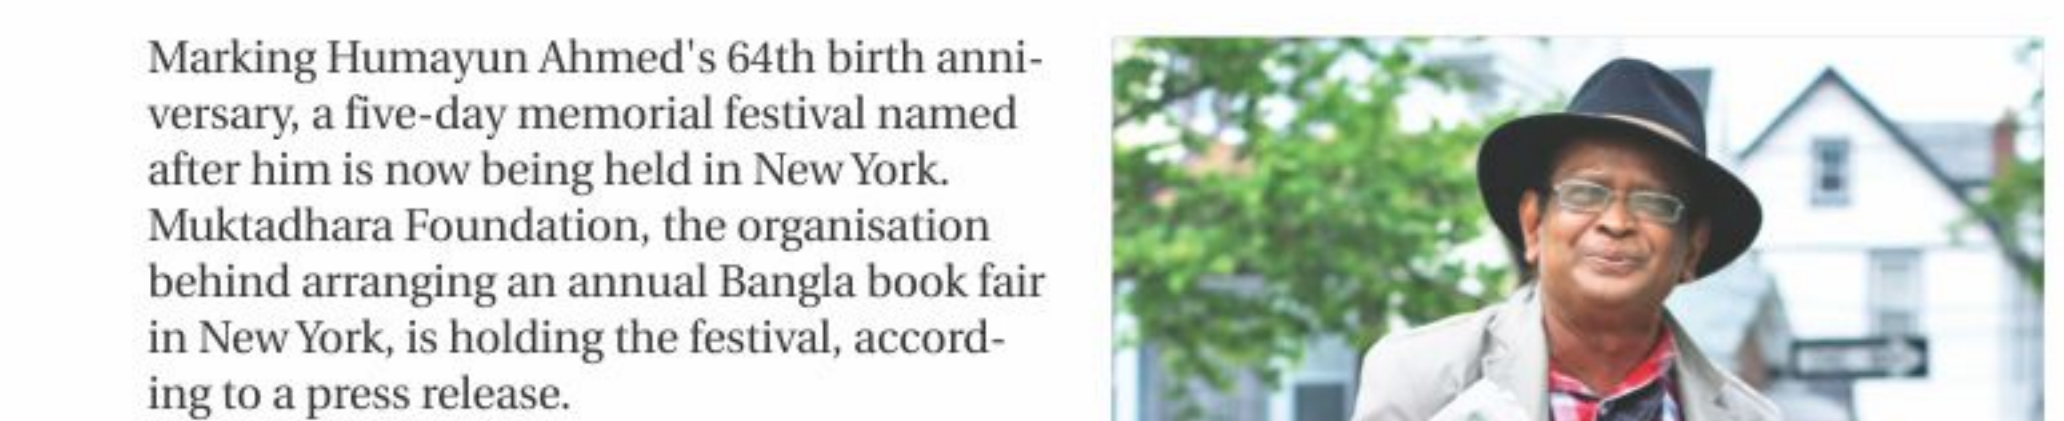 Marking Humayun Ahmed's 64th birth anni-
versary, a five-day memorial festival named
after him is now being held in New York.
Muktadhara Foundation, the organisation
behind arranging an annual Bangla book fair
in New York, is holding the festival, accord-
ing to a press release.